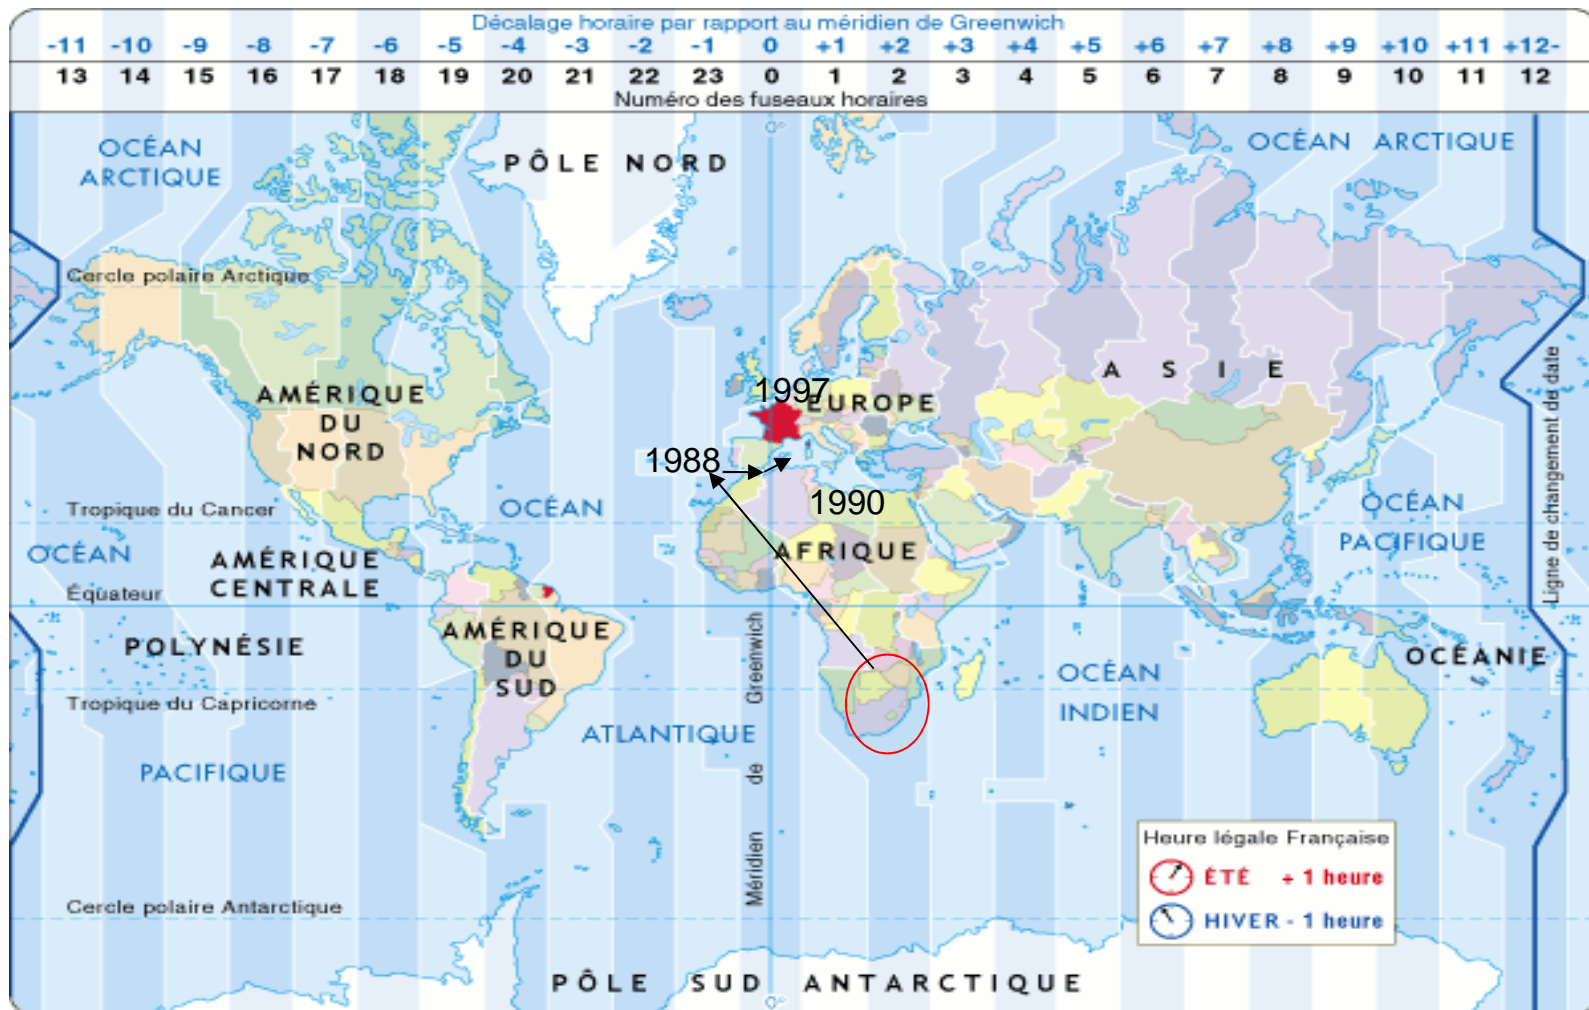 Décalage horaire par rapport au méridien de Greenwich
-11 -10 -9 -8 -7 -6 -5 -4 -3 -2 -1 0 +1 +2 +3 +4 +5 +6 +7 +8 +9 +10 +11 +12-
13 14 15 16 17 18 19 20 21 22 23 0 1 2 3 4 5 6 7 8 9 10 11 12
Numéro des fuseaux horaires
0°
OCÉAN
ARCTIQUE
PÔLE NORD
OCÉAN ARCTIQUE
Cercle polaire Arctique
AMÉRIQUE
DU
NORD
1997
EUROPE
ASIE
1988
1990
Tropique du Cancer
OCÉAN
OCÉAN
PACIFIQUE
Ligne de changement de date
OCÉAN
AMÉRIQUE
CENTRALE
AFRIQUE
Équateur
POLYNÉSIE
AMÉRIQUE
DU
SUD
Méridien de Greenwich
OCÉANIE
OCÉAN
INDIEN
Tropique du Capricorne
ATLANTIQUE
PACIFIQUE
Heure légale Française
ÉTÉ + 1 heure
HIVER - 1 heure
Cercle polaire Antarctique
PÔLE SUD ANTARCTIQUE
0°